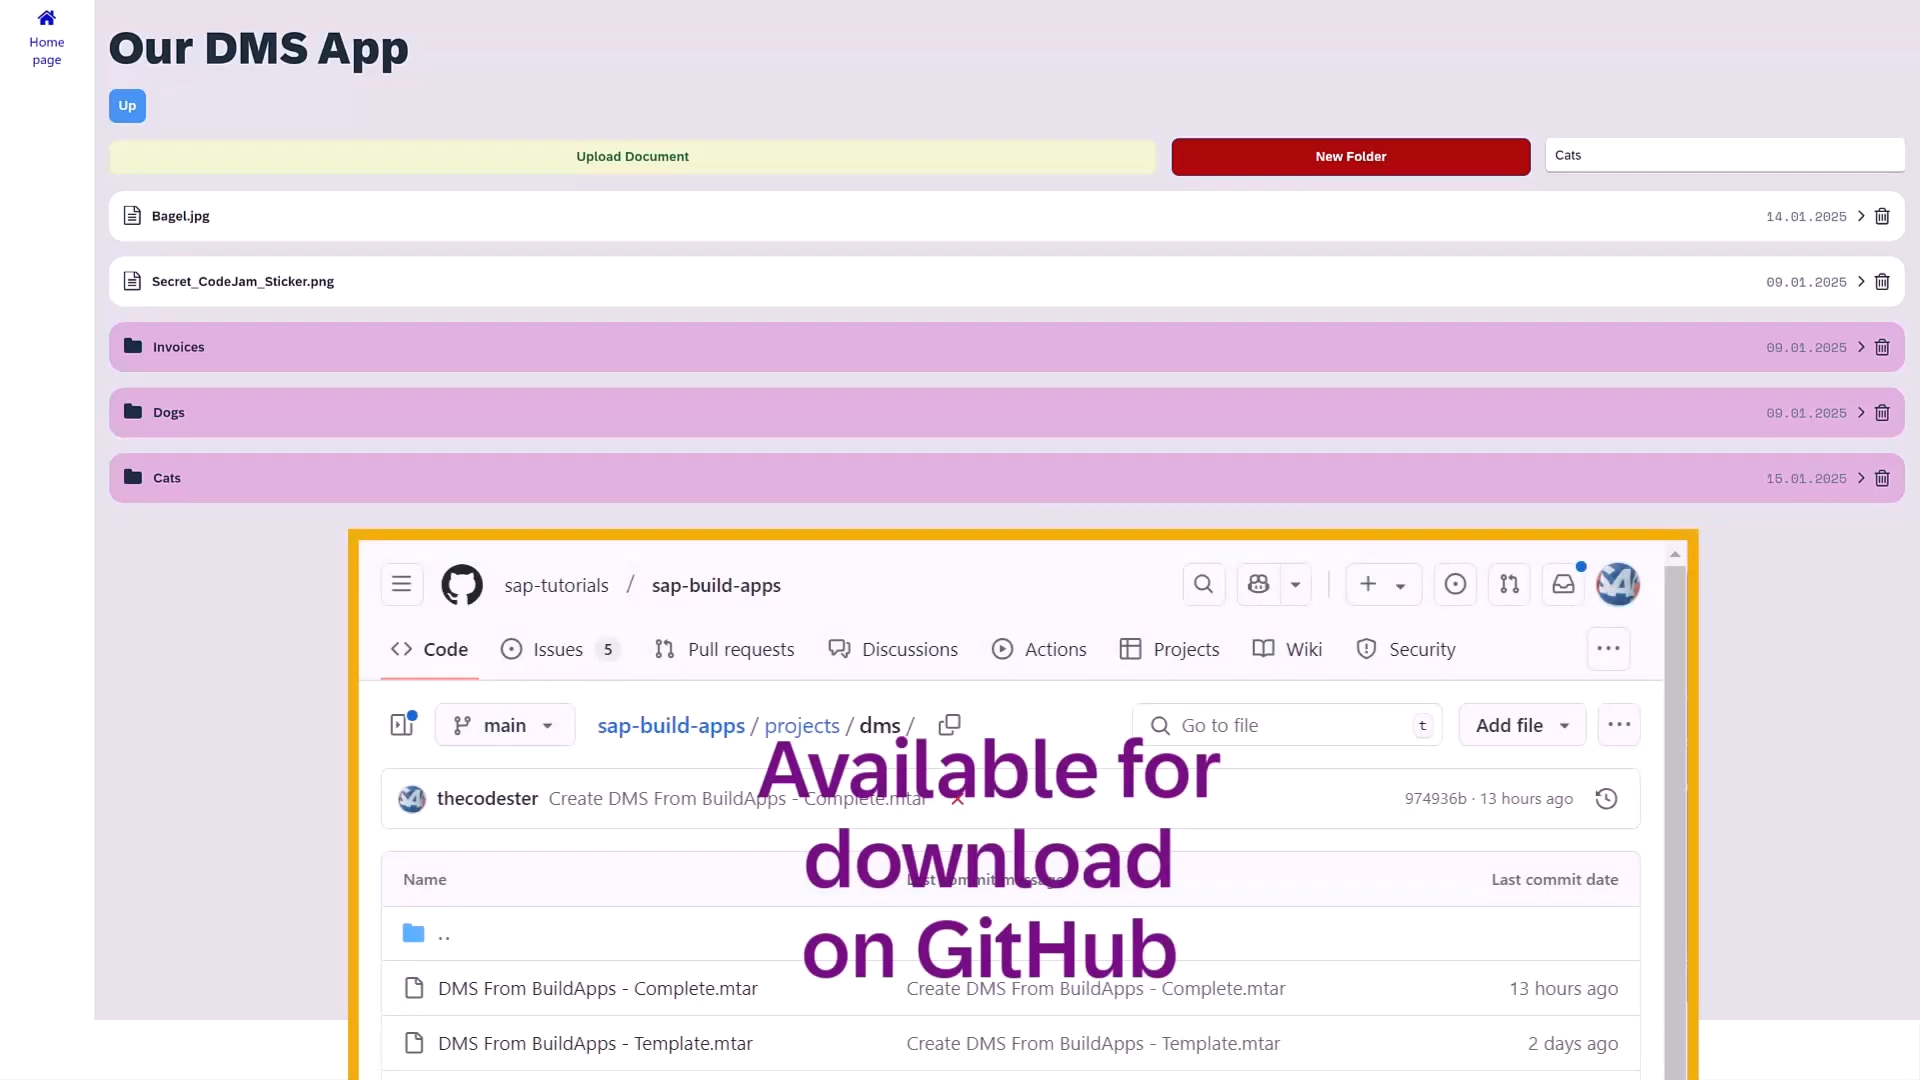 Home
page
Our DMS App
Up
Upload Document
New Folder
Cats
Bagel.jpg
14.01.2025
Secret_CodeJam_Sticker.png
09.01.2025
Invoices
09.01.2025
Dogs
09.01.2025
Cats
15.01.2025
sap-tutorials / sap-build-apps
Code
Issues 5
Pull requests
Discussions
Actions
Projects
Wiki
Security
main
sap-build-apps / projects / dms /
Go to file
t
Add file
Available for
download
on GitHub
thecodester Create DMS From BuildApps - Complete.mtar
974936b · 13 hours ago
Name
Last commit message
Last commit date
..
DMS From BuildApps - Complete.mtar
Create DMS From BuildApps - Complete.mtar
13 hours ago
DMS From BuildApps - Template.mtar
Create DMS From BuildApps - Template.mtar
2 days ago